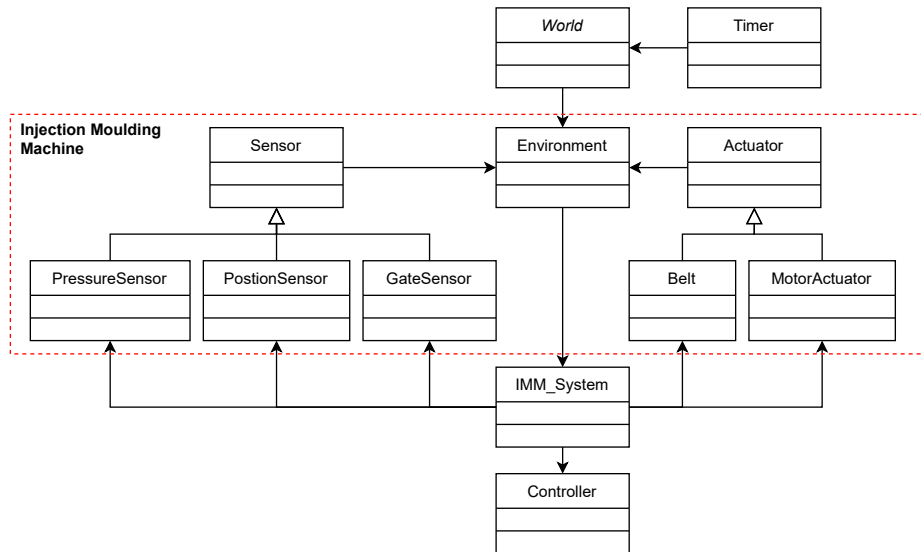 World
Timer
Injection Moulding
Machine
Sensor
Environment
Actuator
PressureSensor
PostionSensor
GateSensor
Belt
MotorActuator
IMM_System
Controller